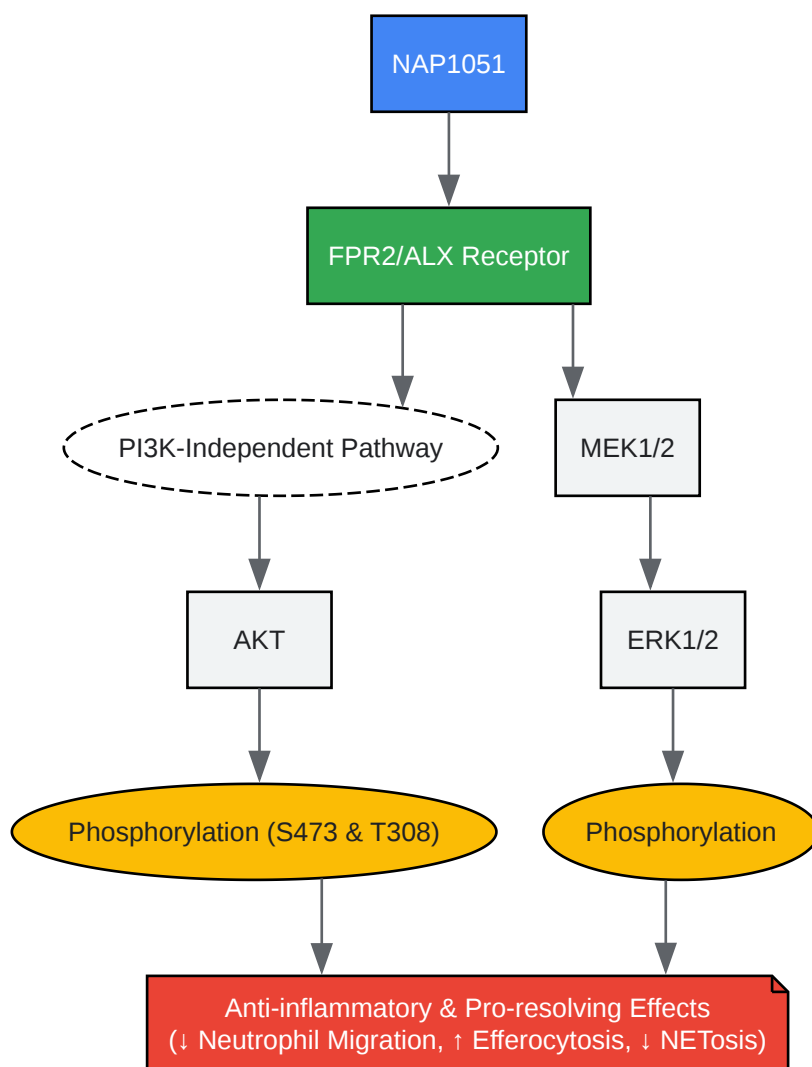 NAP1051
FPR2/ALX Receptor
PI3K-Independent Pathway
MEK1/2
AKT
ERK1/2
Phosphorylation (S473 & T308)
Phosphorylation
Anti-inflammatory & Pro-resolving Effects
(↓ Neutrophil Migration, ↑ Efferocytosis, ↓ NETosis)